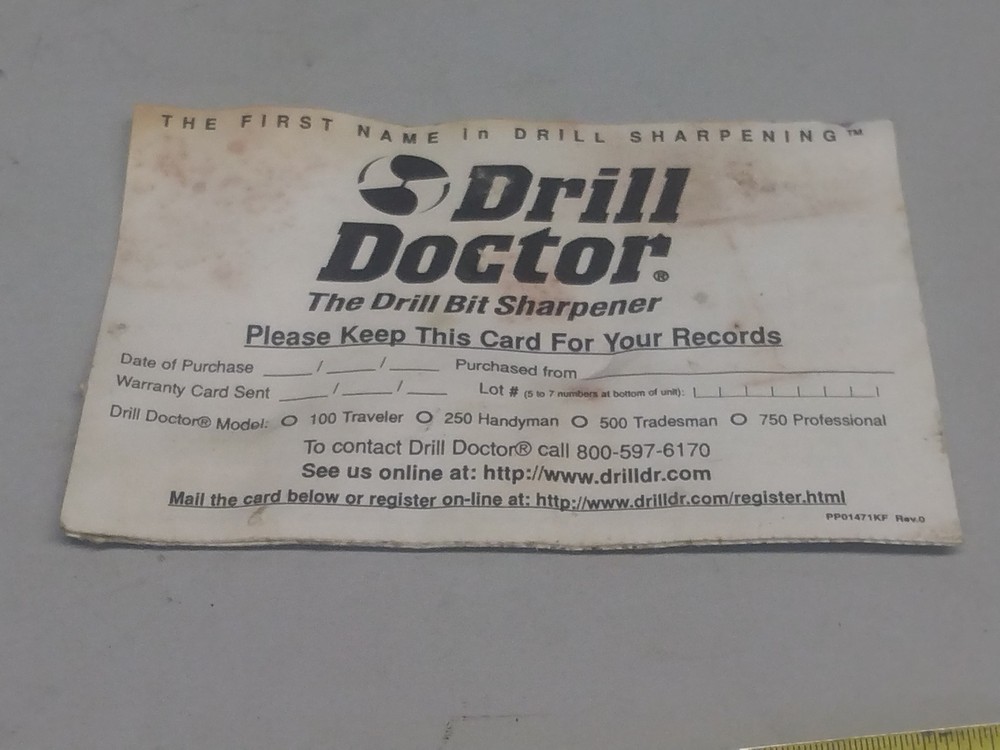 THE FIRST NAME in DRILL SHARPENING™
Drill
Doctor®
The Drill Bit Sharpener
Please Keep This Card For Your Records
Date of Purchase ____/____/____ Purchased from ____________________
Warranty Card Sent ____/____/____ Lot # (5 to 7 numbers at bottom of unit): |_|_|_|_|_|_|_|
Drill Doctor® Model: O 100 Traveler O 250 Handyman O 500 Tradesman O 750 Professional
To contact Drill Doctor® call 800-597-6170
See us online at: http://www.drilldr.com
Mail the card below or register on-line at: http://www.drilldr.com/register.html
PP01471KF Rev.0